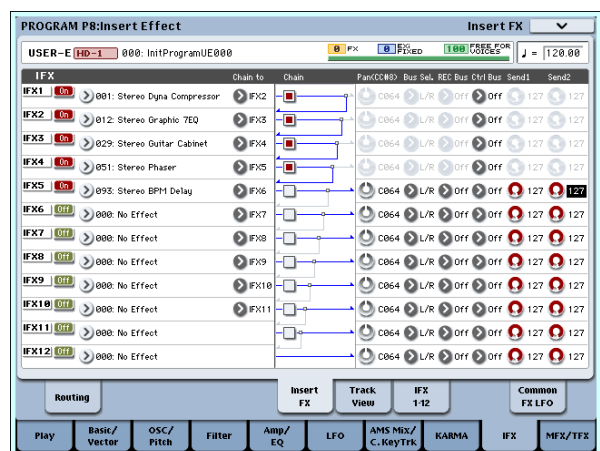 PROGRAM P8:Insert Effect Insert FX
USER-E HD-1 000: InitProgramUE000 0 FX 0 EXi FIXED 100 FREE FOR VOICES ♩ = 120.00
IFX Chain to Chain Pan(CC#8) Bus Sel. REC Bus Ctrl Bus Send1 Send2
IFX1 On 001: Stereo Dyna Compressor IFX2 C064 L/R Off Off 127 127
IFX2 On 012: Stereo Graphic 7EQ IFX3 C064 L/R Off Off 127 127
IFX3 On 029: Stereo Guitar Cabinet IFX4 C064 L/R Off Off 127 127
IFX4 On 051: Stereo Phaser IFX5 C064 L/R Off Off 127 127
IFX5 On 093: Stereo BPM Delay IFX6 C064 L/R Off Off 127 127
IFX6 Off 000: No Effect IFX7 C064 L/R Off Off 127 127
IFX7 Off 000: No Effect IFX8 C064 L/R Off Off 127 127
IFX8 Off 000: No Effect IFX9 C064 L/R Off Off 127 127
IFX9 Off 000: No Effect IFX10 C064 L/R Off Off 127 127
IFX10 Off 000: No Effect IFX11 C064 L/R Off Off 127 127
IFX11 Off 000: No Effect C064 L/R Off Off 127 127
IFX12 Off 000: No Effect C064 L/R Off Off 127 127
Routing Insert FX Track View IFX 1-12 Common FX LFO
Play Basic/ Vector OSC/ Pitch Filter Amp/ EQ LFO AMS Mix/ C.KeyTrk KARMA IFX MFX/TFX